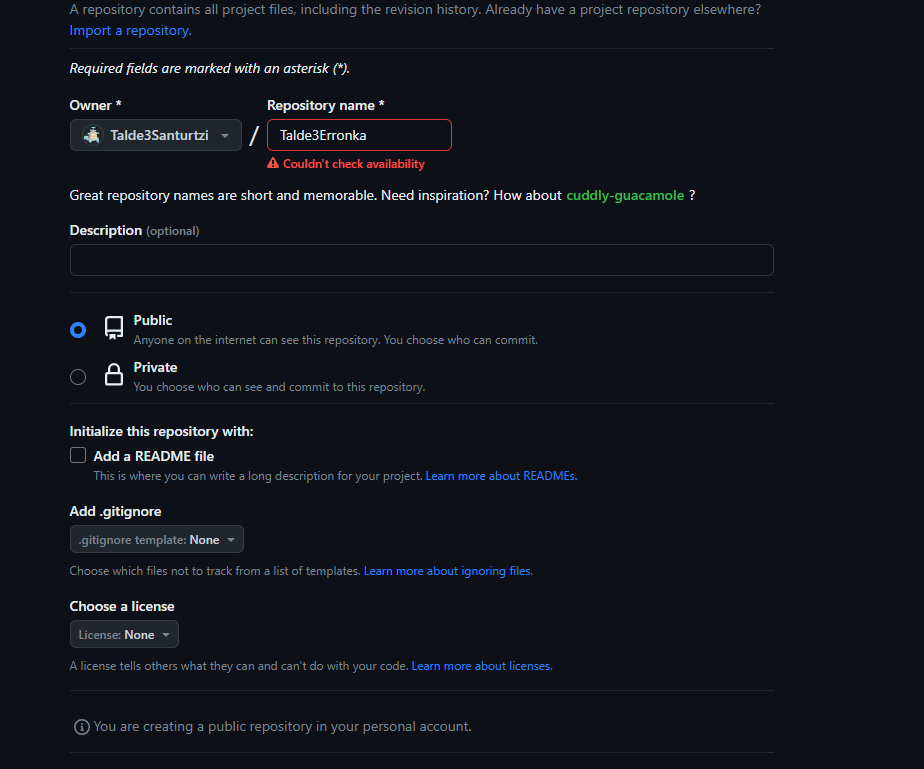 A repository contains all project files, including the revision history. Already have a project repository elsewhere?
Import a repository.
Required fields are marked with an asterisk (*).
Owner * Repository name *
Talde3Santurtzi / Talde3Erronka
Couldn't check availability
Great repository names are short and memorable. Need inspiration? How about cuddly-guacamole ?
Description (optional)
Public
Anyone on the internet can see this repository. You choose who can commit.
Private
You choose who can see and commit to this repository.
Initialize this repository with:
Add a README file
This is where you can write a long description for your project. Learn more about READMEs.
Add .gitignore
.gitignore template: None
Choose which files not to track from a list of templates. Learn more about ignoring files.
Choose a license
License: None
A license tells others what they can and can't do with your code. Learn more about licenses.
You are creating a public repository in your personal account.